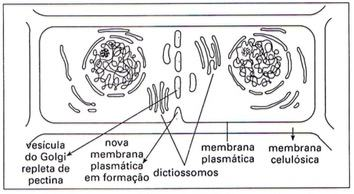 vesícula
do Golgi
repleta de
pectina
nova
membrana
plasmática
em formação
dictiossomos
membrana
plasmática
membrana
celulósica